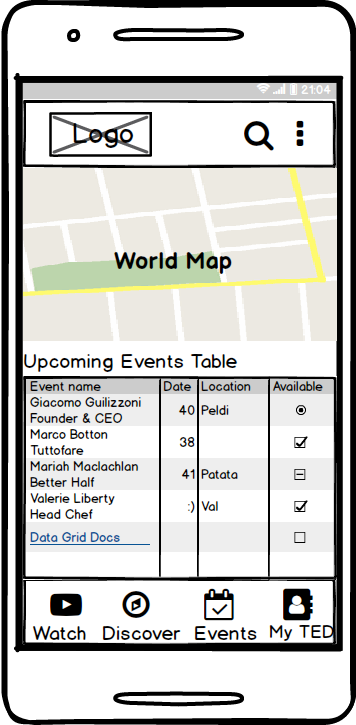 21:04
Logo
World Map
Upcoming Events Table
Event name Date Location Available
Giacomo Guilizzoni
Founder & CEO 40 Peldi
Marco Botton
Tuttofare 38
Mariah Maclachlan
Better Half 41 Patata
Valerie Liberty
Head Chef :) Val
Data Grid Docs
Watch Discover Events My TED